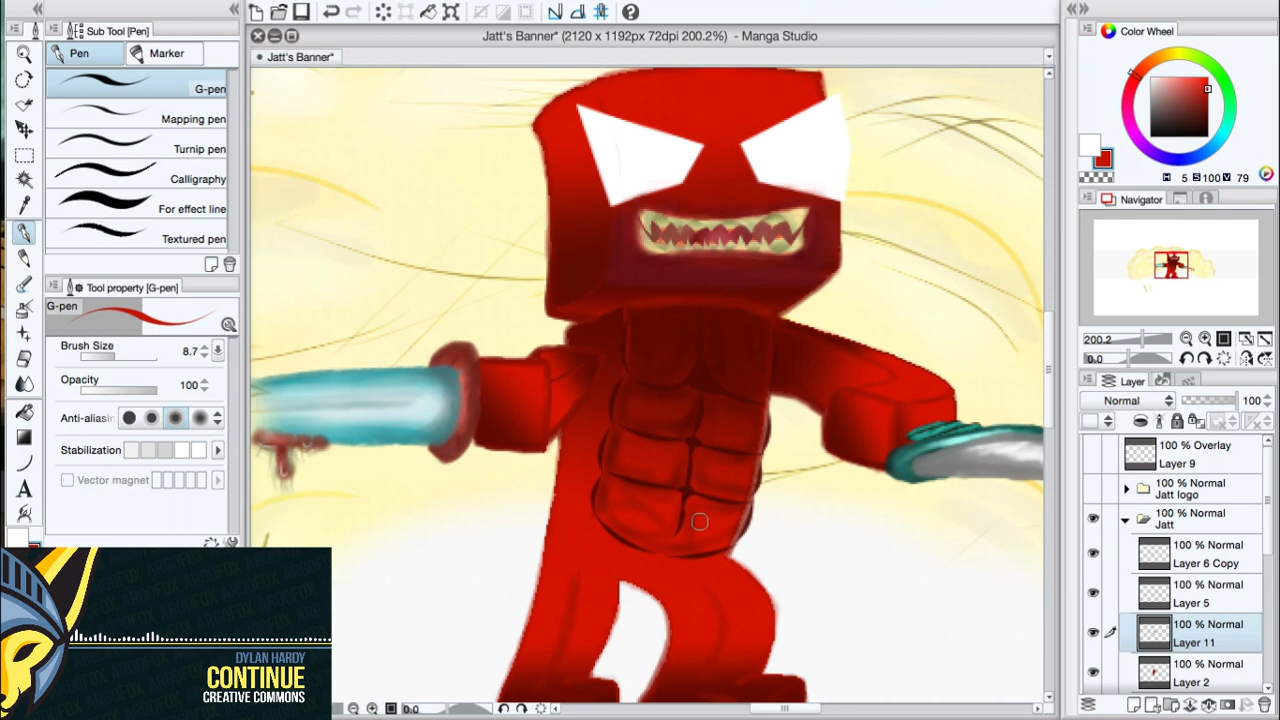 Sub Tool [Pen]
Pen
Marker
G-pen
Mapping pen
Turnip pen
Calligraphy
For effect line
Textured pen
Tool property [G-pen]
G-pen
Brush Size
8.7
Opacity
100
Anti-aliasin
Stabilization
Vector magnet
Jatt's Banner* (2120 x 1192px 72dpi 200.2%) - Manga Studio
Jatt's Banner*
0.0
Color Wheel
H 5 S 100 V 79
Navigator
200.2
0.0
Layer
Normal
100
100 % Overlay
Layer 9
100 % Normal
Jatt logo
100 % Normal
Jatt
100 % Normal
Layer 6 Copy
100 % Normal
Layer 5
100 % Normal
Layer 11
100 % Normal
Layer 2
DYLAN HARDY
CONTINUE
CREATIVE COMMONS